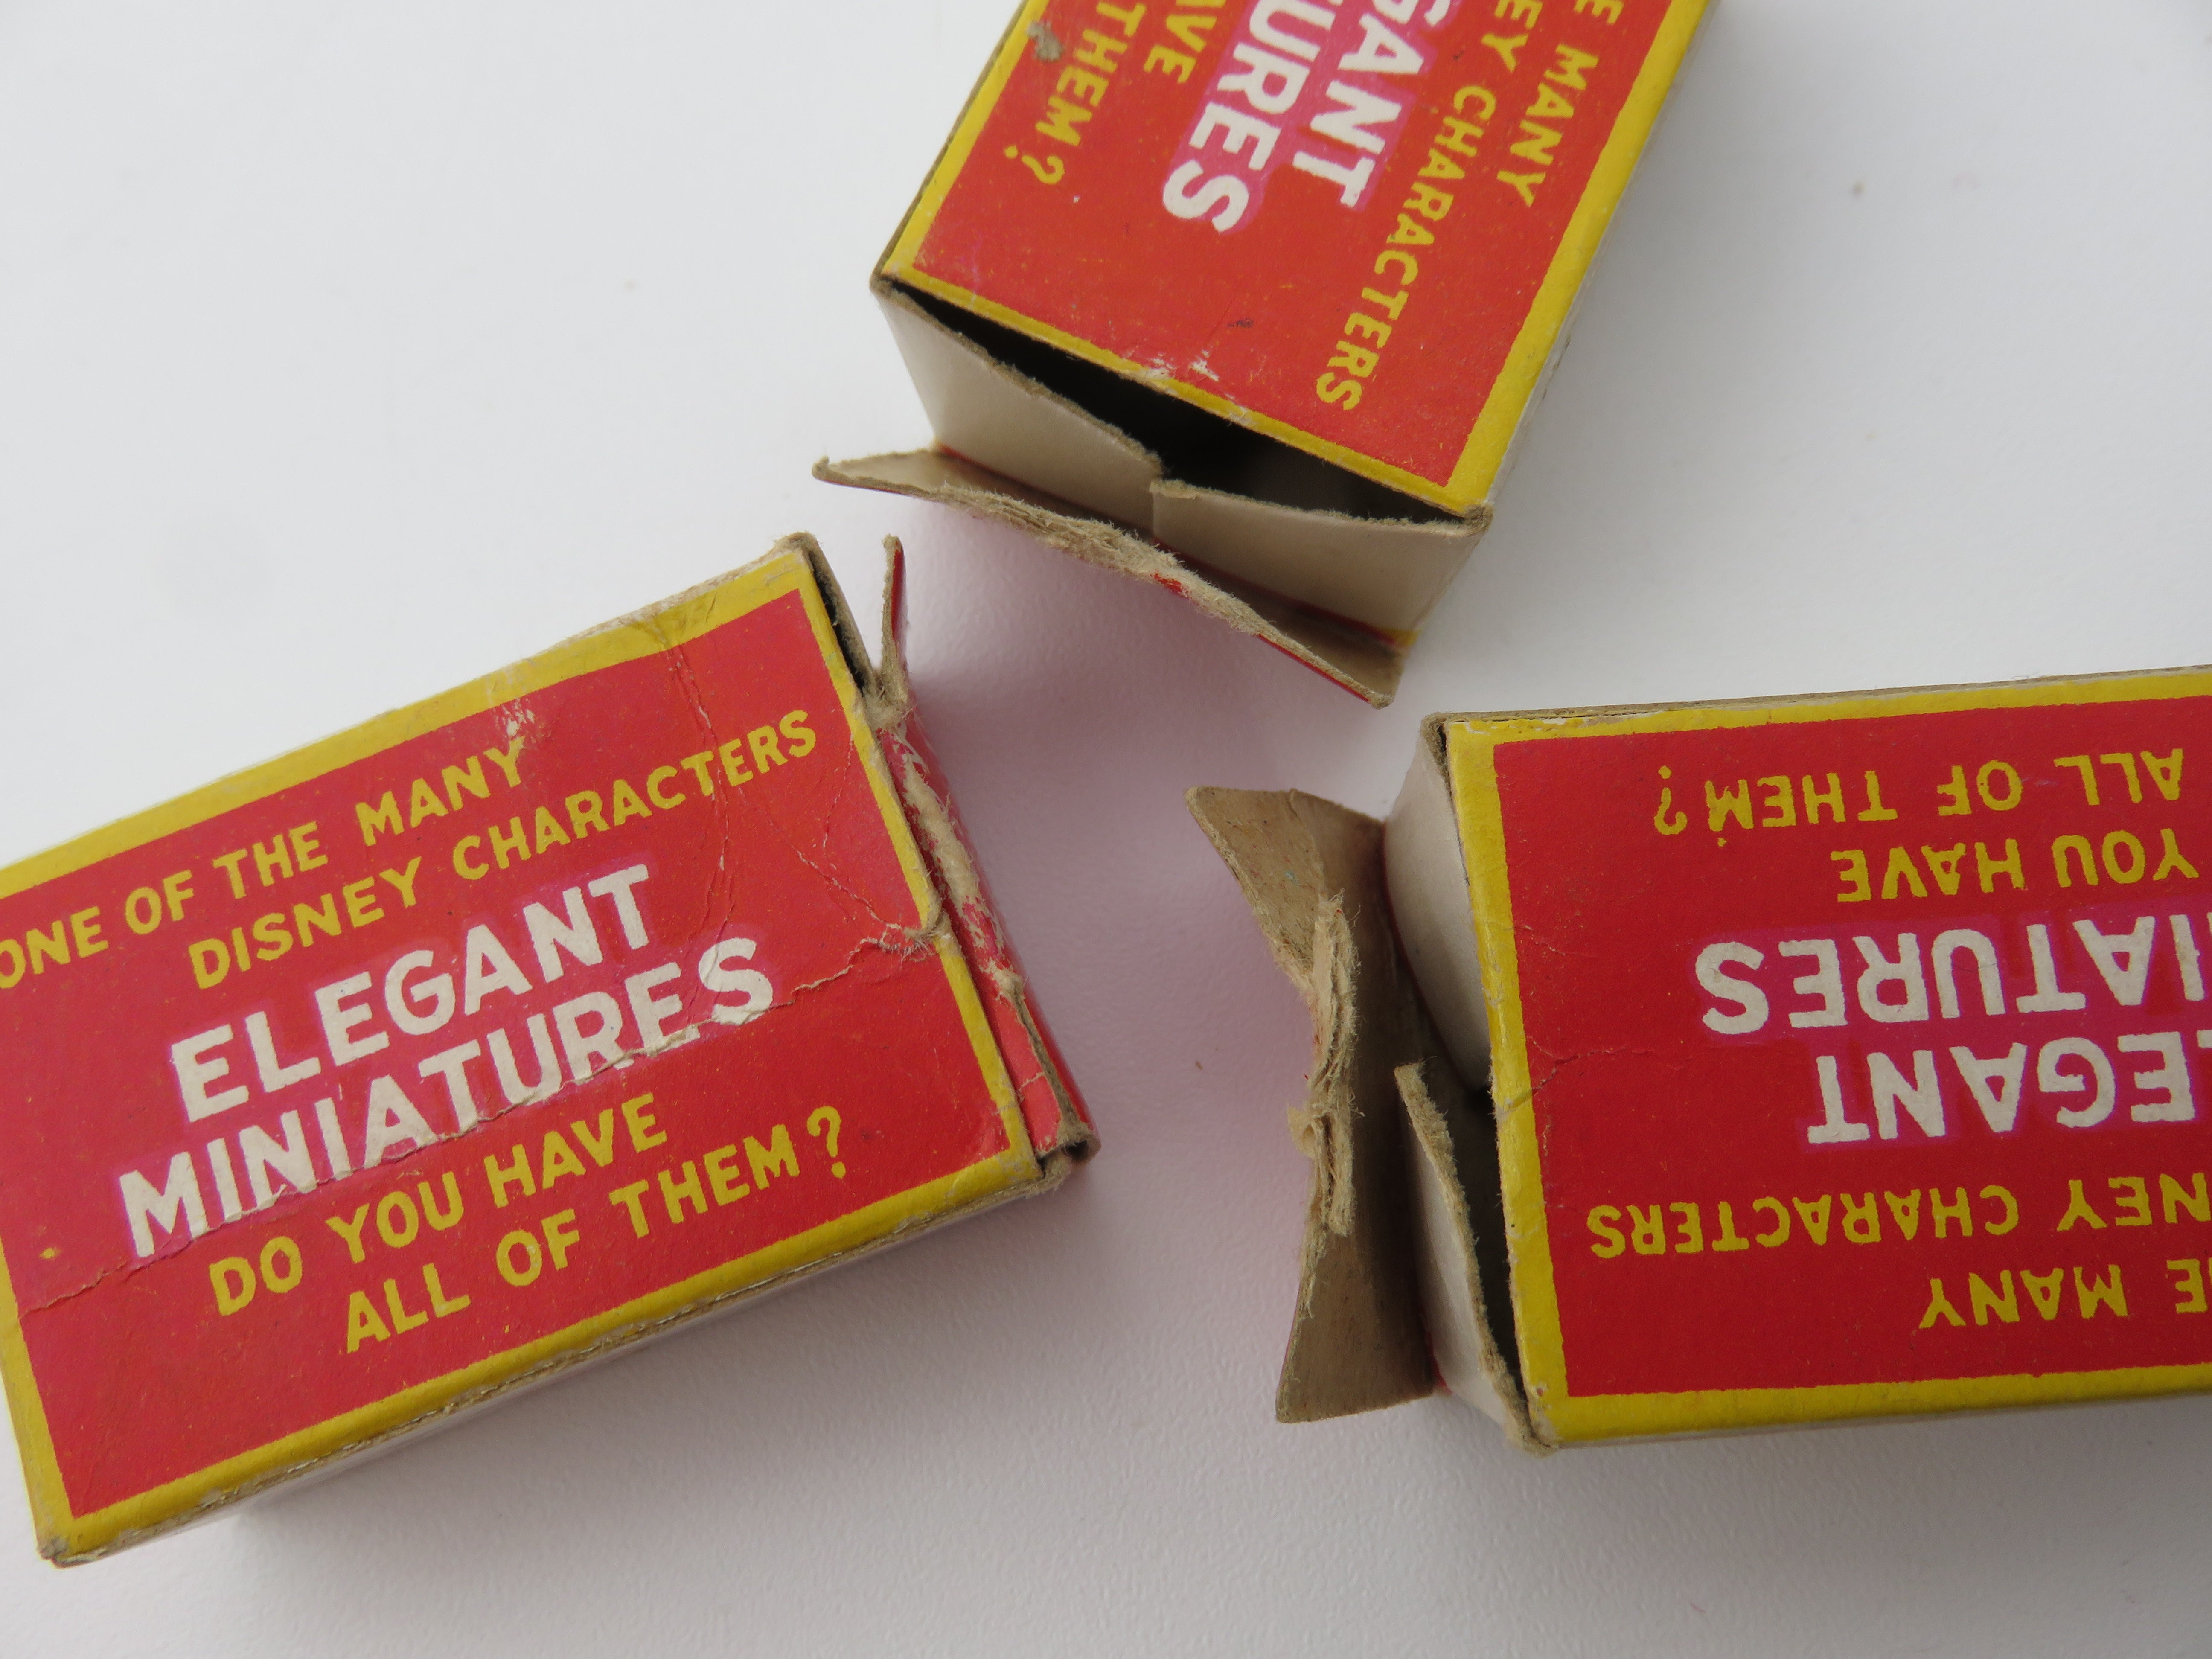 ONE OF THE MANY
DISNEY CHARACTERS
ELEGANT
MINIATURES
DO YOU HAVE
ALL OF THEM?
E MANY
EY CHARACTERS
GANT
URES
AVE
THEM?
E MANY
NEY CHARACTERS
EGANT
IATURES
YOU HAVE
ALL OF THEM?